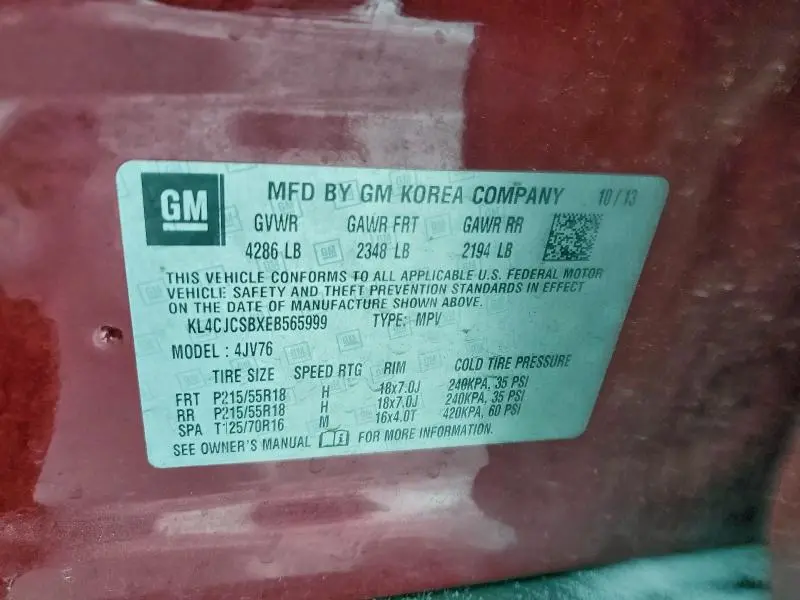 GM MFD BY GM KOREA COMPANY 10/13
GVWR GAWR FRT GAWR RR
4286 LB 2348 LB 2194 LB
THIS VEHICLE CONFORMS TO ALL APPLICABLE U.S. FEDERAL MOTOR
VEHICLE SAFETY AND THEFT PREVENTION STANDARDS IN EFFECT
ON THE DATE OF MANUFACTURE SHOWN ABOVE.
KL4CJCSBXEB565999 TYPE: MPV
MODEL: 4JV76
TIRE SIZE SPEED RTG RIM COLD TIRE PRESSURE
FRT P215/55R18 H 18x7.0J 240KPA, 35 PSI
RR P215/55R18 H 18x7.0J 240KPA, 35 PSI
SPA T125/70R16 M 16x4.0T 420KPA, 60 PSI
SEE OWNER'S MANUAL FOR MORE INFORMATION.